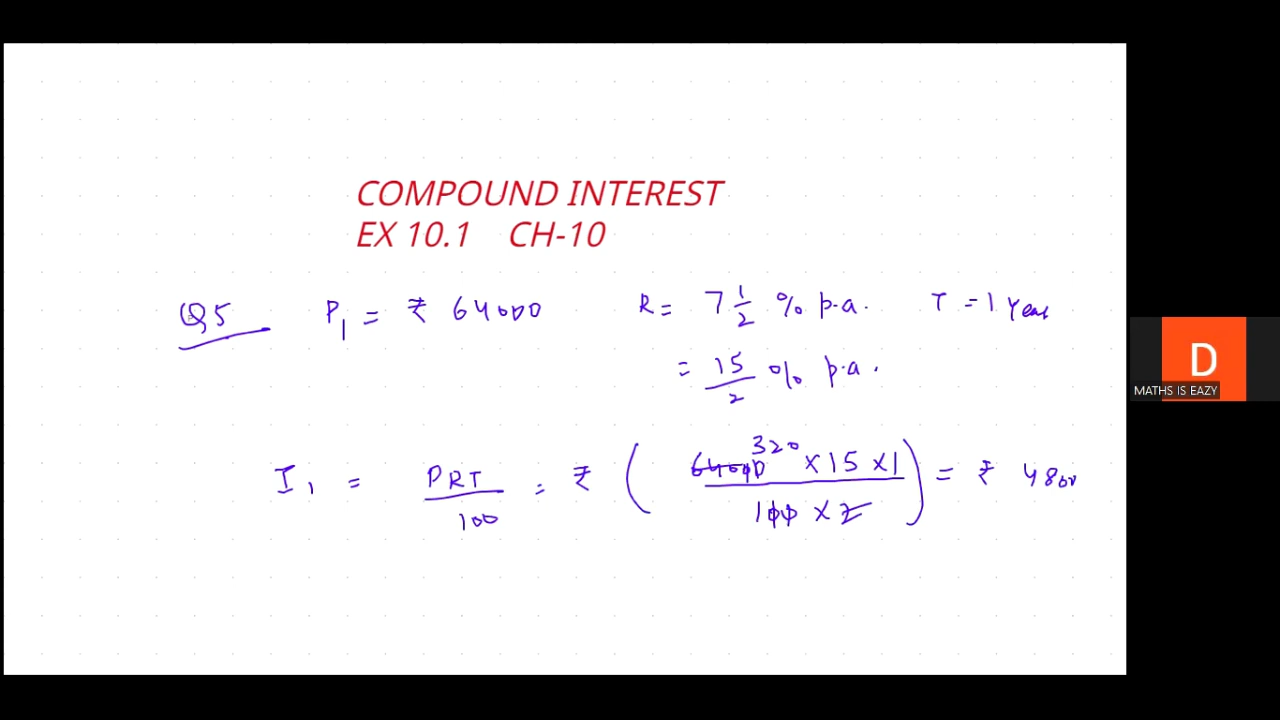 COMPOUND INTEREST
EX 10.1 CH-10
Q5 P₁ = ₹ 64000 R = 7 1/2 % p.a. T = 1 Year
= 15/2 % p.a.
I₁ = PRT/100 = ₹ ( 64000 320 × 15 × 1 / 100 × 2 ) = ₹ 4800
D
MATHS IS EAZY